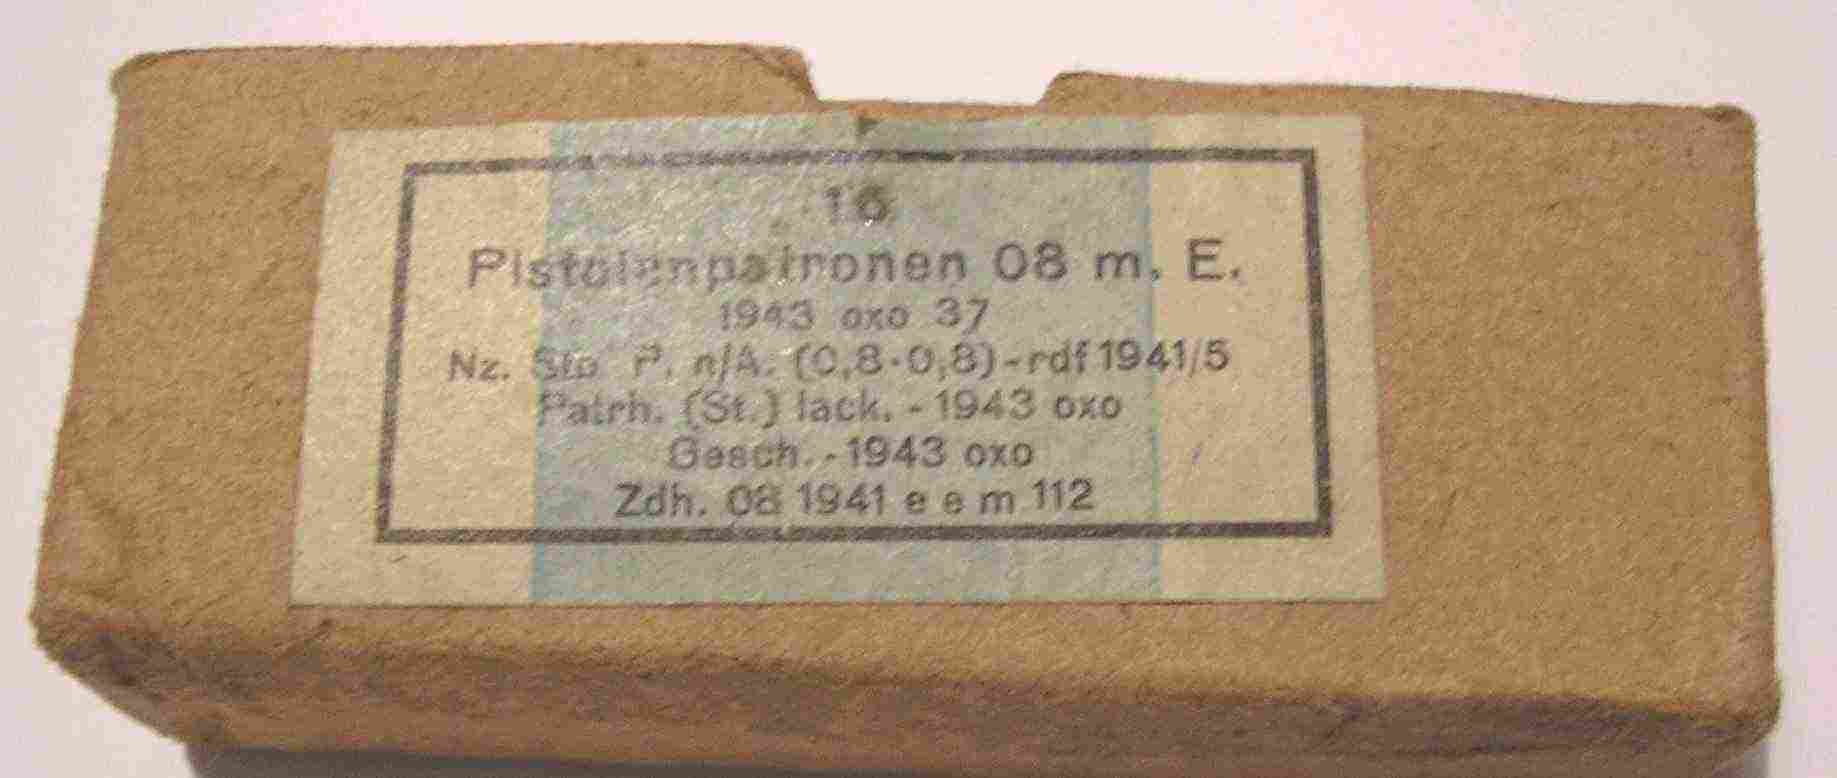 16
Pistolenpatronen 08 m. E.
1943 oxo 37
Nz. Stb. P. n/A. (0,8·0,8)-rdf 1941/5
Patrh. (St.) lack. - 1943 oxo
Gesch. - 1943 oxo
Zdh. 08 1941 e e m 112